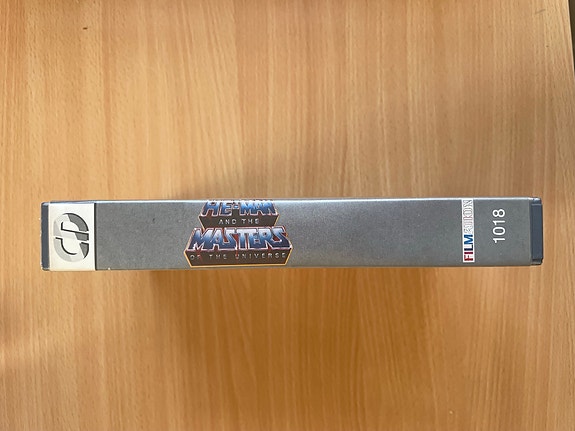 HE-MAN
AND THE
MASTERS
OF THE UNIVERSE
FILM
1018